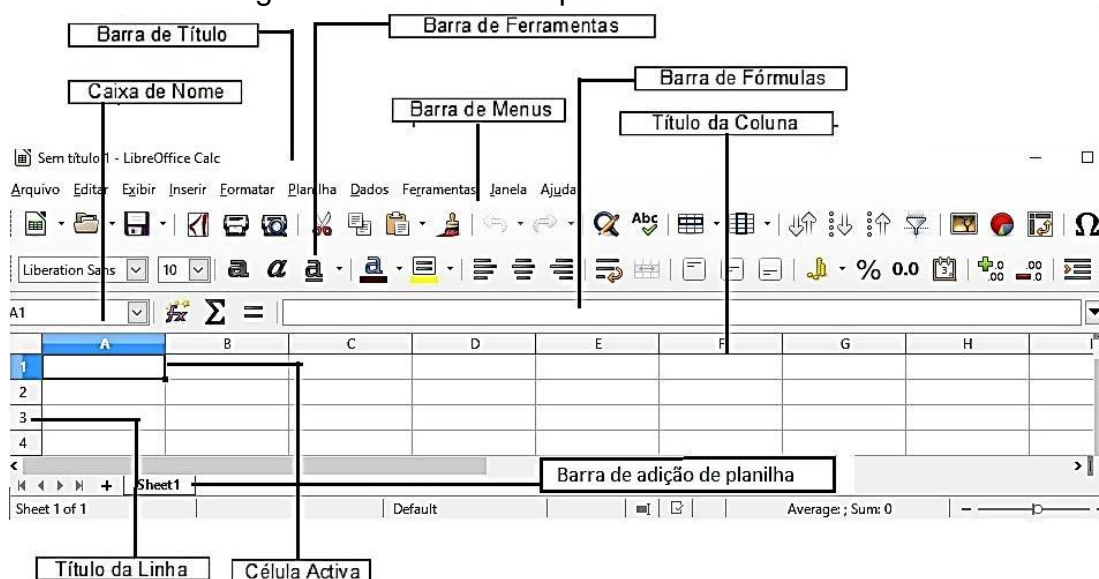 Barra de Título
Barra de Ferramentas
Caixa de Nome
Barra de Fórmulas
Barra de Menus
Título da Coluna
Sem título 1 - LibreOffice Calc
Arquivo Editar Exibir Inserir Formatar Planilha Dados Ferramentas Janela Ajuda
Abc
Liberation Sans 10 a a a a % 0.0
A1 fx Σ =
A B C D E F G H I
1
2
3
4
Barra de adição de planilha
Sheet1
Sheet 1 of 1 Default Average: ; Sum: 0
Título da Linha Célula Activa